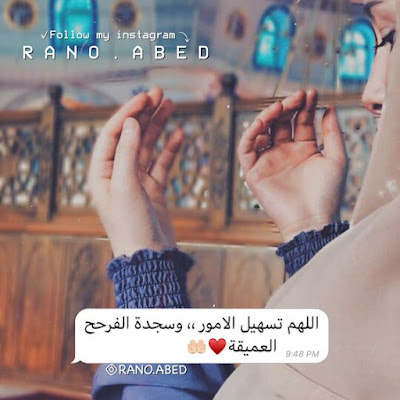 ✓Follow my instagram
RANO.ABED
اللهم تسهيل الامور ،، وسجدة الفرحح
العميقة♥️🤲🏻
9:48 PM
@RANO.ABED